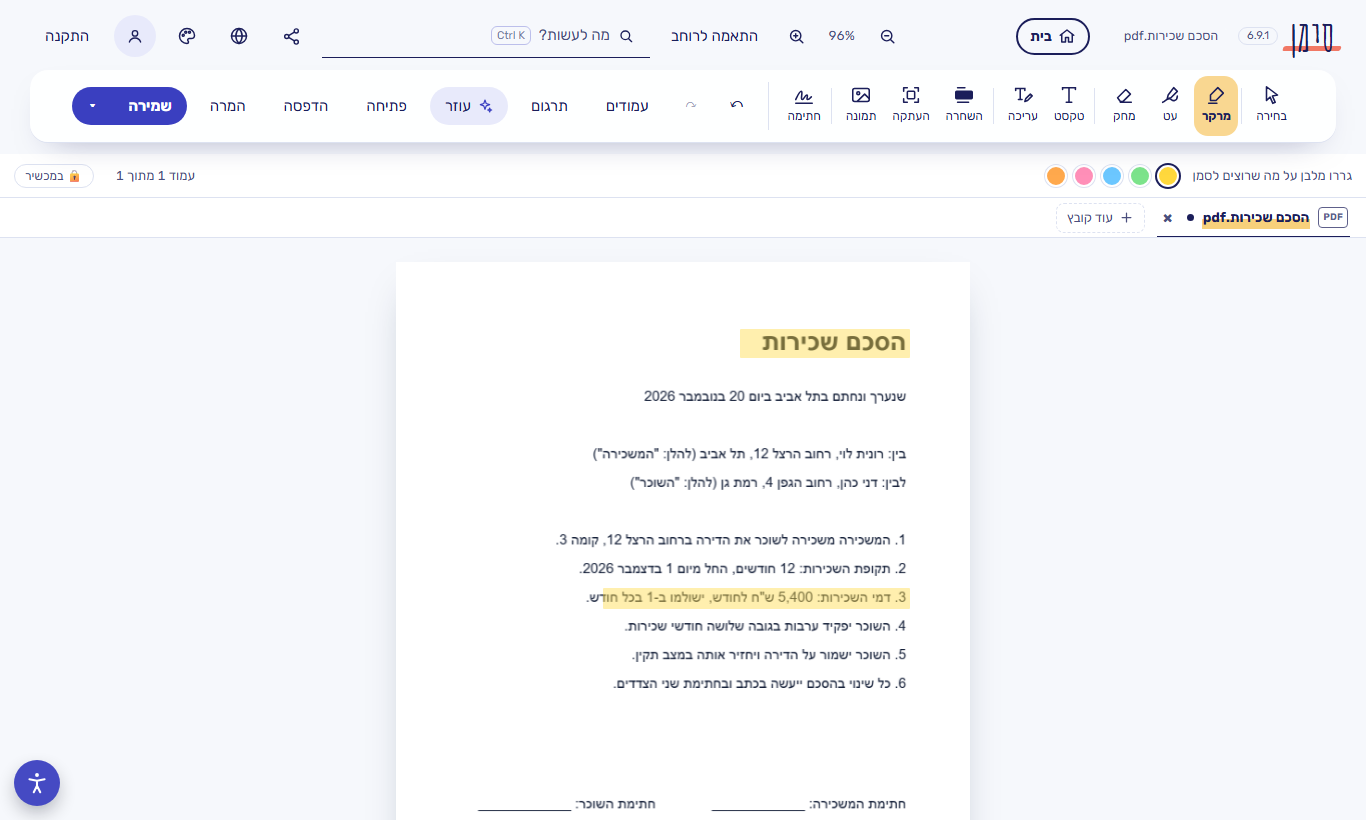 סימן
6.9.1
הסכם שכירות.pdf
בית
96%
התאמה לרוחב
מה לעשות?
Ctrl K
התקנה
בחירה
מרקר
עט
מחק
טקסט
עריכה
השחרה
העתקה
תמונה
חתימה
עמודים
תרגום
עוזר
פתיחה
הדפסה
המרה
שמירה
גררו מלבן על מה שרוצים לסמן
עמוד 1 מתוך 1
במכשיר
PDF
הסכם שכירות.pdf
עוד קובץ
הסכם שכירות
שנערך ונחתם בתל אביב ביום 20 בנובמבר 2026
בין: רונית לוי, רחוב הרצל 12, תל אביב (להלן: "המשכירה")
לבין: דני כהן, רחוב הגפן 4, רמת גן (להלן: "השוכר")
1. המשכירה משכירה לשוכר את הדירה ברחוב הרצל 12, קומה 3.
2. תקופת השכירות: 12 חודשים, החל מיום 1 בדצמבר 2026.
3. דמי השכירות: 5,400 ש"ח לחודש, ישולמו ב-1 בכל חודש.
4. השוכר יפקיד ערבות בגובה שלושה חודשי שכירות.
5. השוכר ישמור על הדירה ויחזיר אותה במצב תקין.
6. כל שינוי בהסכם ייעשה בכתב ובחתימת שני הצדדים.
חתימת המשכירה: _____________ חתימת השוכר: _____________